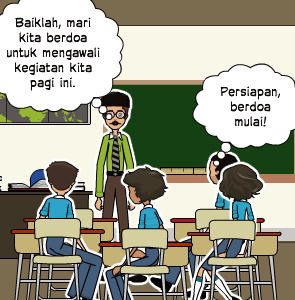 Baiklah, mari
kita berdoa
untuk mengawali
kegiatan kita
pagi ini.
Persiapan,
berdoa
mulai!